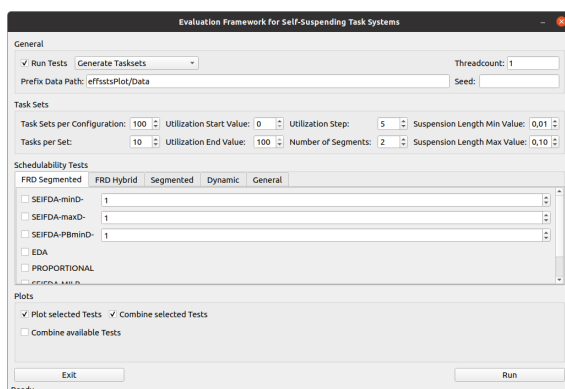 Evaluation Framework for Self-Suspending Task Systems
General
Run Tests Generate Tasksets Threadcount: 1
Prefix Data Path: effsstsPlot/Data Seed:
Task Sets
Task Sets per Configuration: 100 Utilization Start Value: 0 Utilization Step: 5 Suspension Length Min Value: 0,01
Tasks per Set: 10 Utilization End Value: 100 Number of Segments: 2 Suspension Length Max Value: 0,10
Schedulability Tests
FRD Segmented FRD Hybrid Segmented Dynamic General
SEIFDA-minD- 1
SEIFDA-maxD- 1
SEIFDA-PBminD- 1
EDA
PROPORTIONAL
SEIFDA-MILP
Plots
Plot selected Tests Combine selected Tests
Combine available Tests
Exit Run
Ready